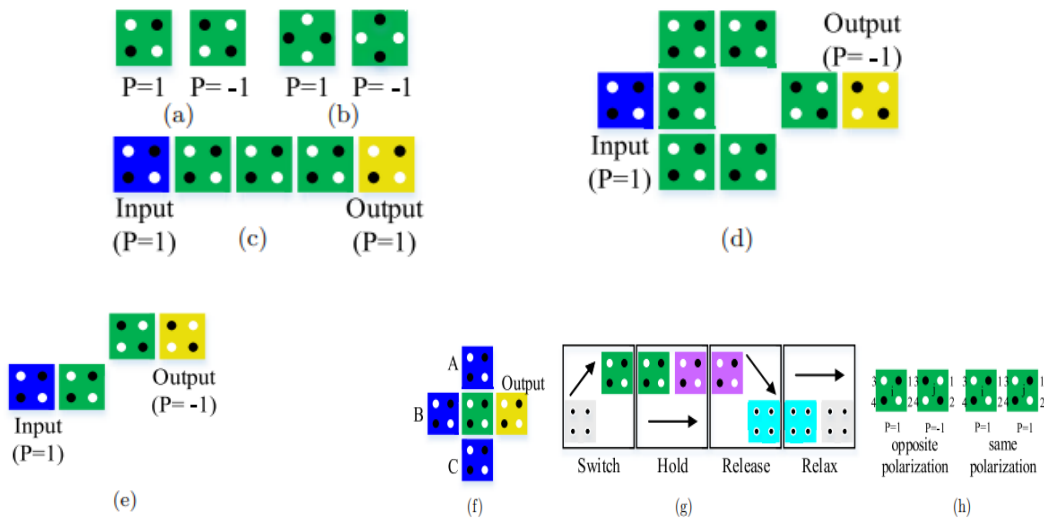 P=1 P= -1
(a)
P=1 P= -1
(b)
Input
(P=1)
Output
(P=1)
(c)
Output
(P= -1)
Input
(P=1)
(d)
Input
(P=1)
Output
(P= -1)
(e)
A
B
Output
C
(f)
Switch Hold Release Relax
(g)
3 1 3 1 3 1 3 1
i j i j
4 2 4 2 4 2 4 2
P=1 P=-1 P=1 P=1
opposite
polarization
same
polarization
(h)